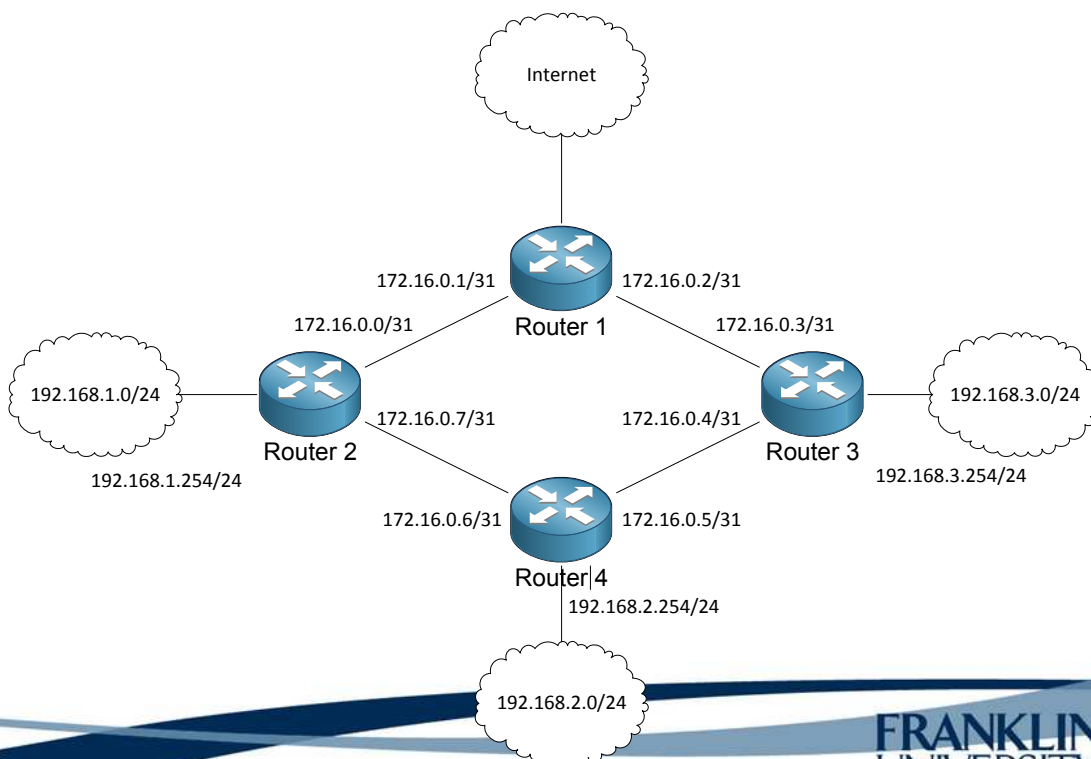 Internet
172.16.0.1/31
172.16.0.2/31
Router 1
172.16.0.0/31
172.16.0.3/31
192.168.1.0/24
192.168.3.0/24
172.16.0.7/31
172.16.0.4/31
Router 2
Router 3
192.168.1.254/24
192.168.3.254/24
172.16.0.6/31
172.16.0.5/31
Router 4
192.168.2.254/24
192.168.2.0/24
FRANKLIN
UNIVERSITY